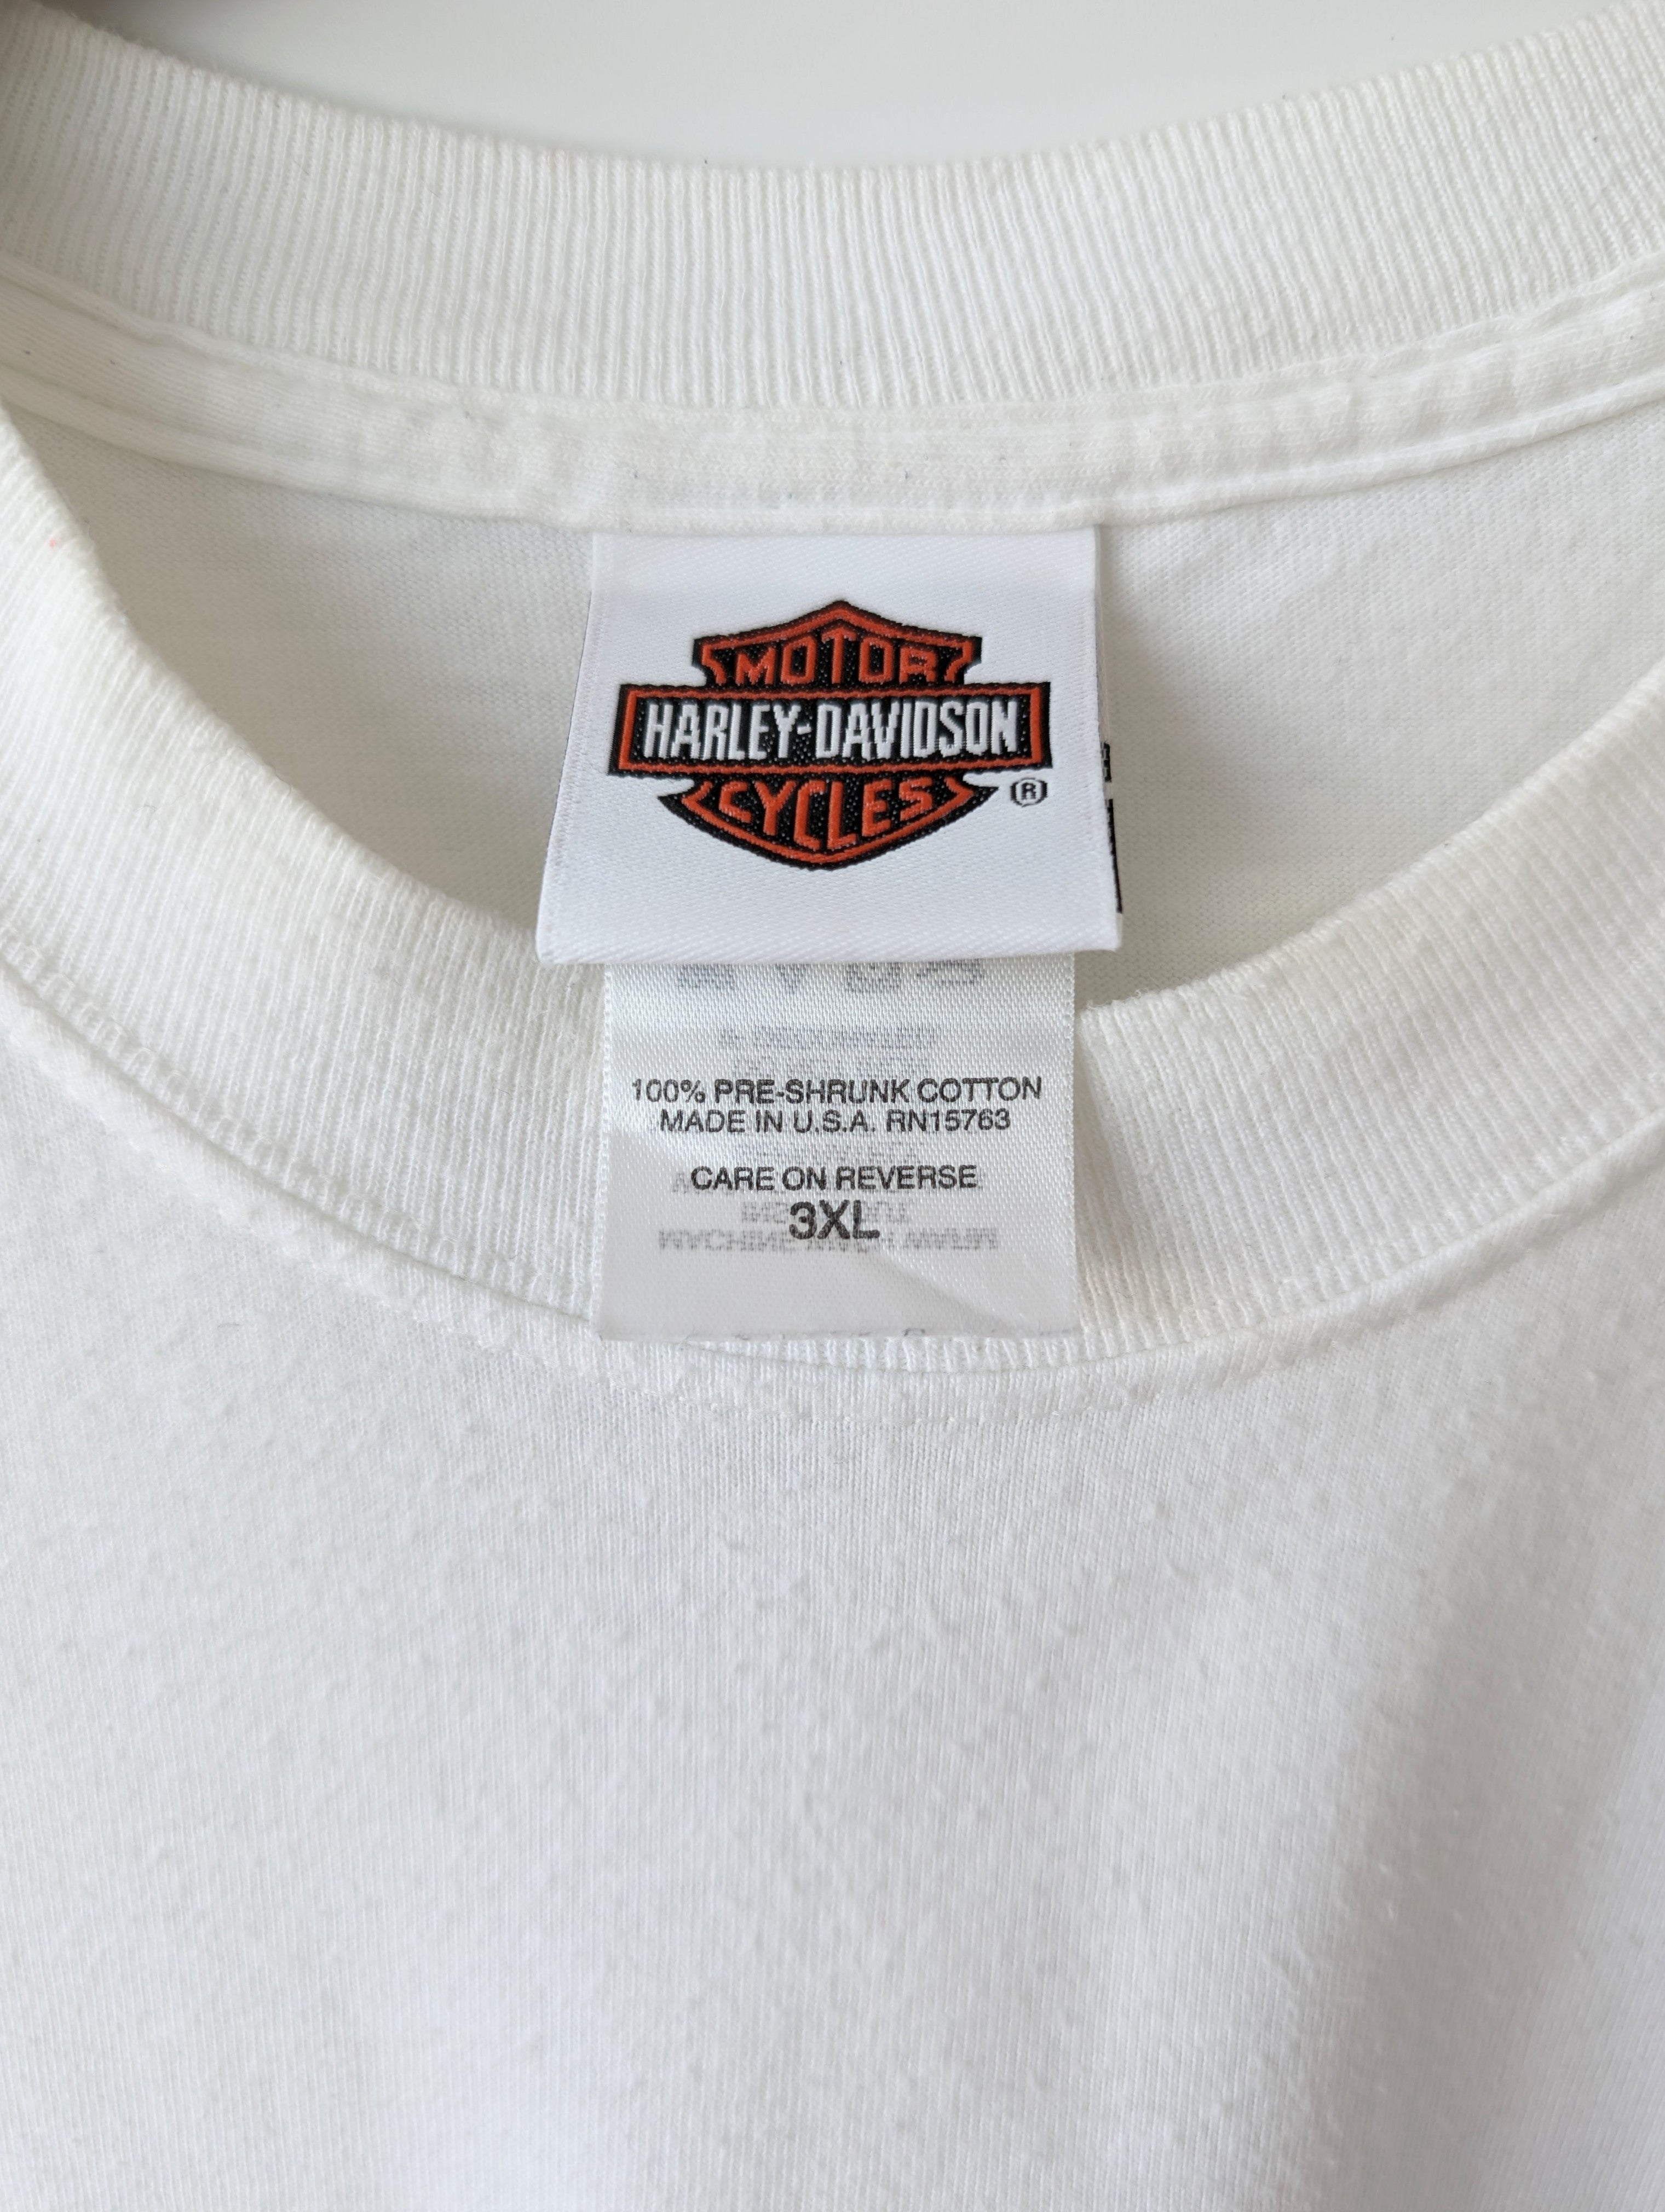 MOTOR
HARLEY-DAVIDSON
CYCLES
®
100% PRE-SHRUNK COTTON
MADE IN U.S.A. RN15763
CARE ON REVERSE
3XL